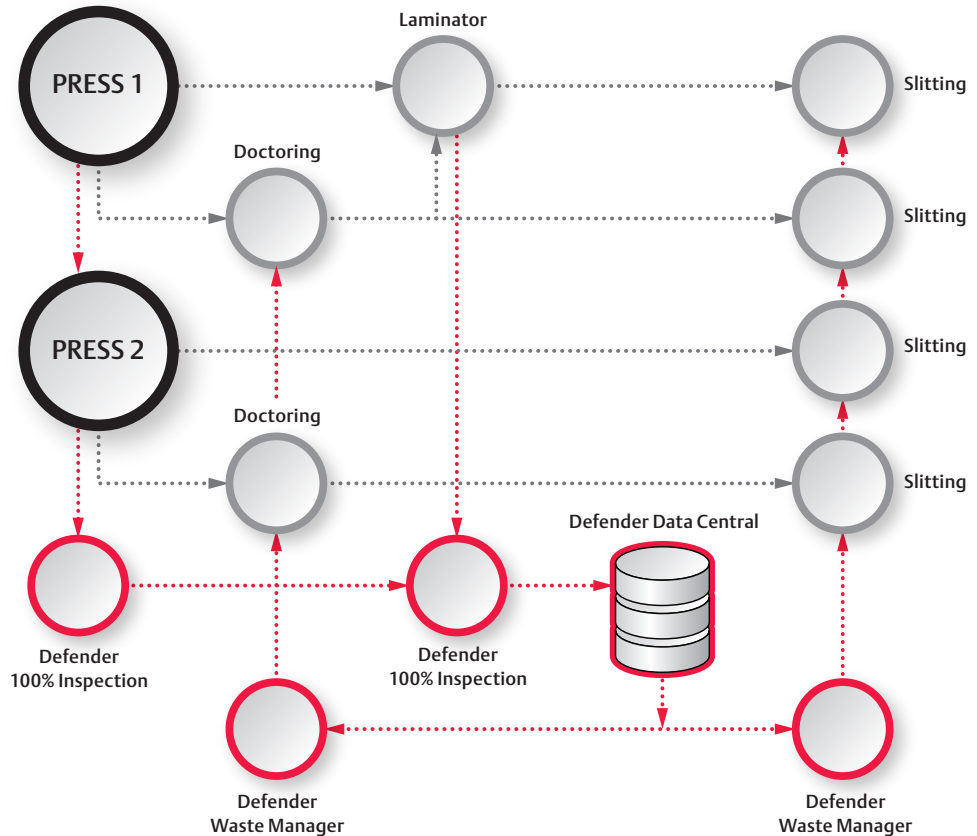 Laminator
PRESS 1
Slitting
Doctoring
Slitting
PRESS 2
Slitting
Doctoring
Slitting
Defender Data Central
Defender
100% Inspection
Defender
100% Inspection
Defender
Waste Manager
Defender
Waste Manager